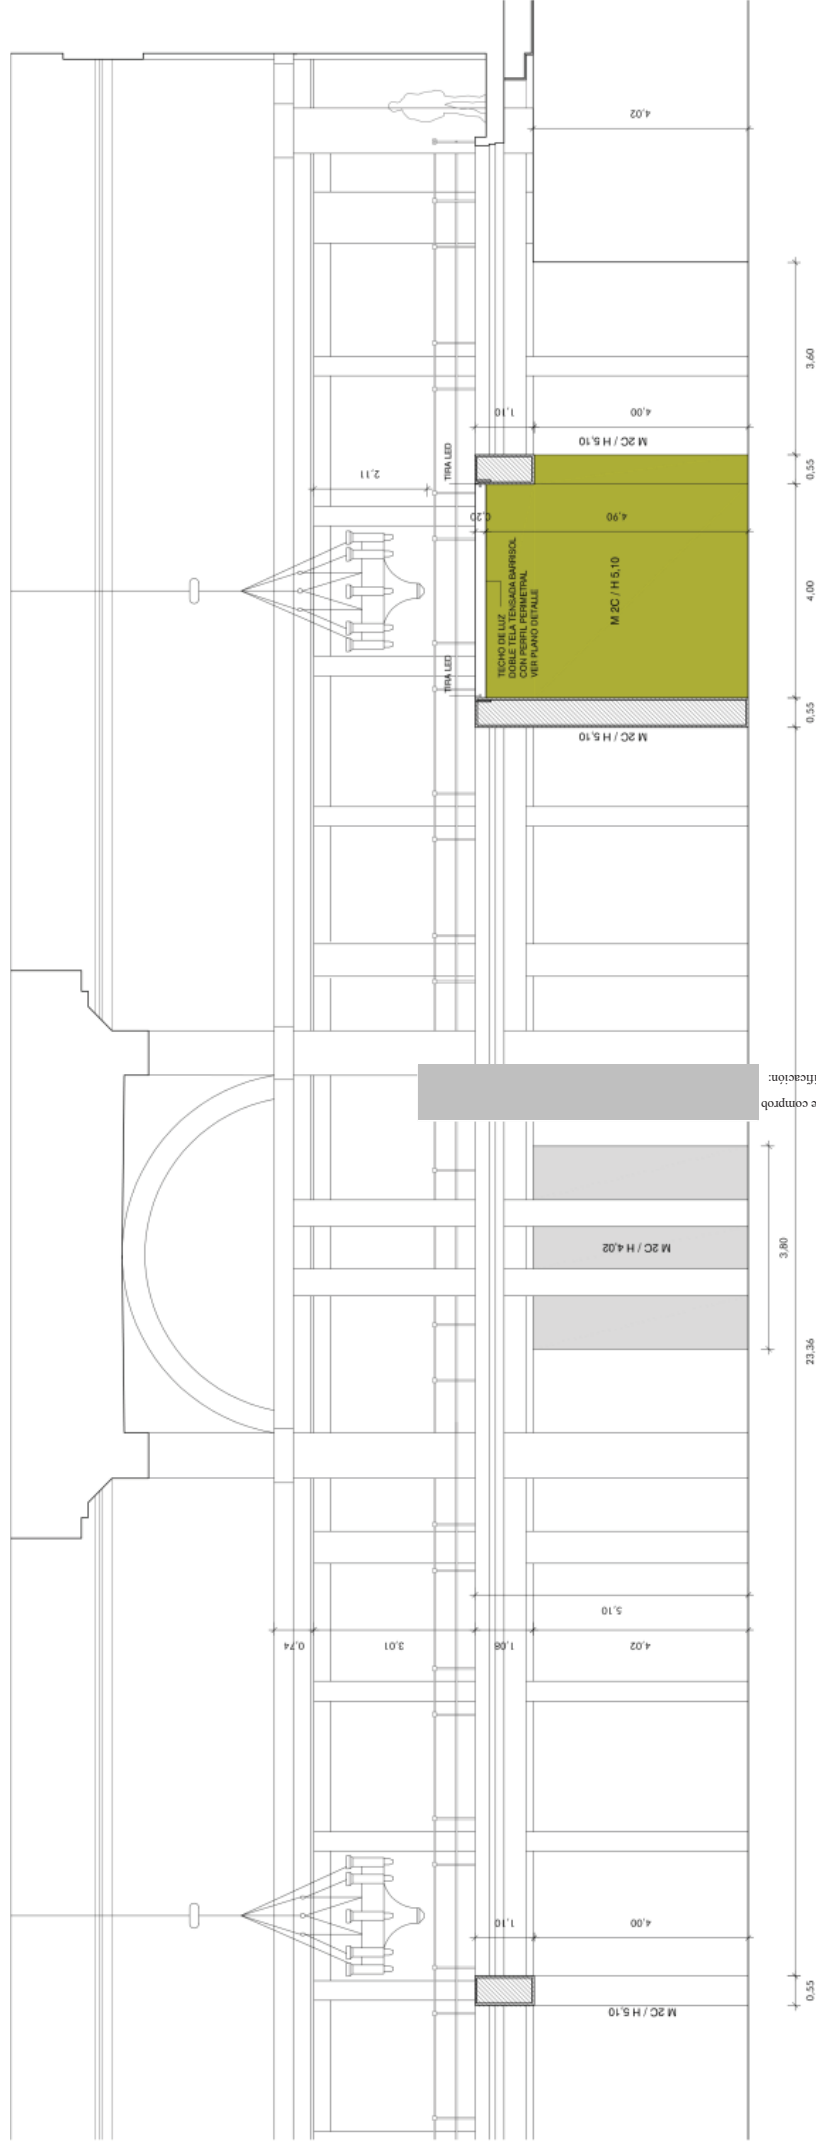 4,02
3,60
1,10
4,00
M 2C / H 5,10
0,55
TIRA LED
2,11
0,20
4,90
TECHO DE LUZ
DOBLE TELA TENSADA BARRISOL
CON PERFIL PERIMETRAL
VER PLANO DETALLE
M 2C / H 5,10
4,00
TIRA LED
0,55
M 2C / H 5,10
ificación:
e comprob
M 2C / H 4,02
3,80
23,36
5,10
0,74
3,01
1,08
4,02
1,10
4,00
0,55
M 2C / H 5,10